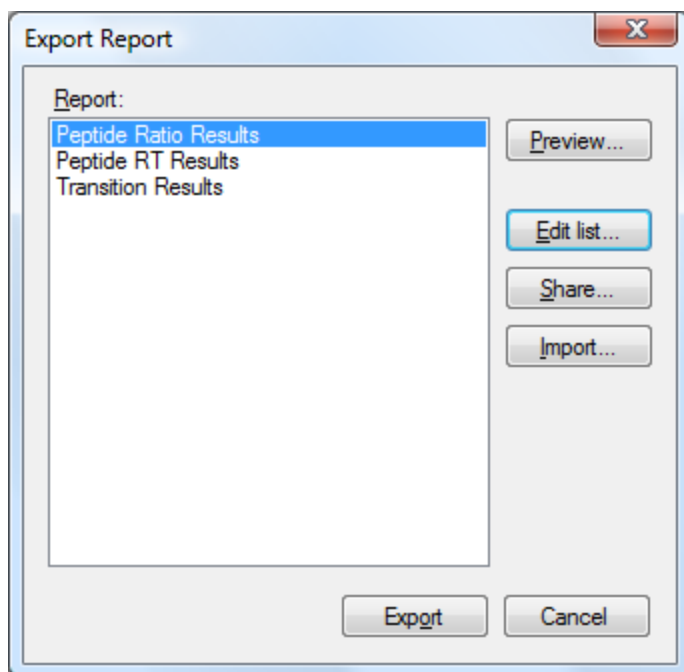 Export Report
Report:
Peptide Ratio Results
Peptide RT Results
Transition Results
Preview...
Edit list...
Share...
Import...
Export
Cancel